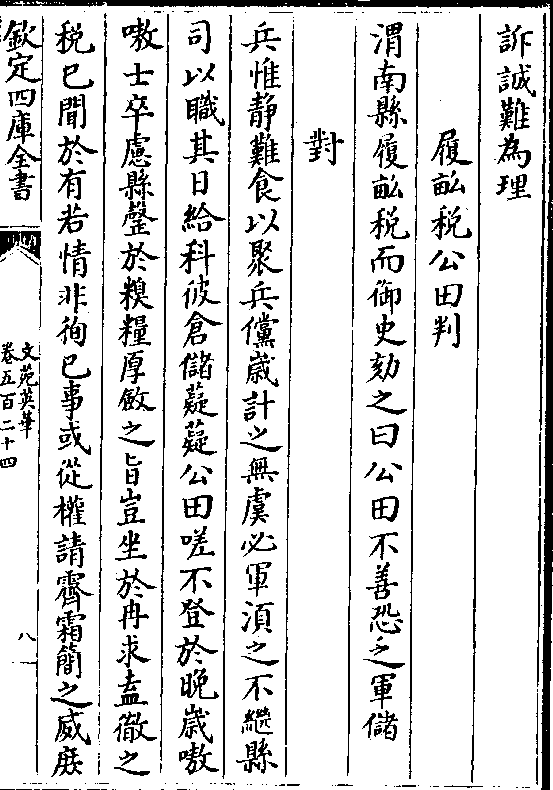 訴誠難為理
履畝稅公田判
渭南縣履畝稅而御史劾之曰公田不善恐乏軍儲
對
兵惟靜難食以聚兵儻歲計之無虞必軍湏之不繼縣
司以職其日給科彼倉儲薿薿公田嗟不登於晚歲嗷
嗷士卒慮縣罄於糗糧厚斂之旨豈坐於冉求盍徹之
稅已聞於有若情非徇已事或從權請霽霜簡之威庶
欽定四庫全書
文苑英華
卷五百二十四
八